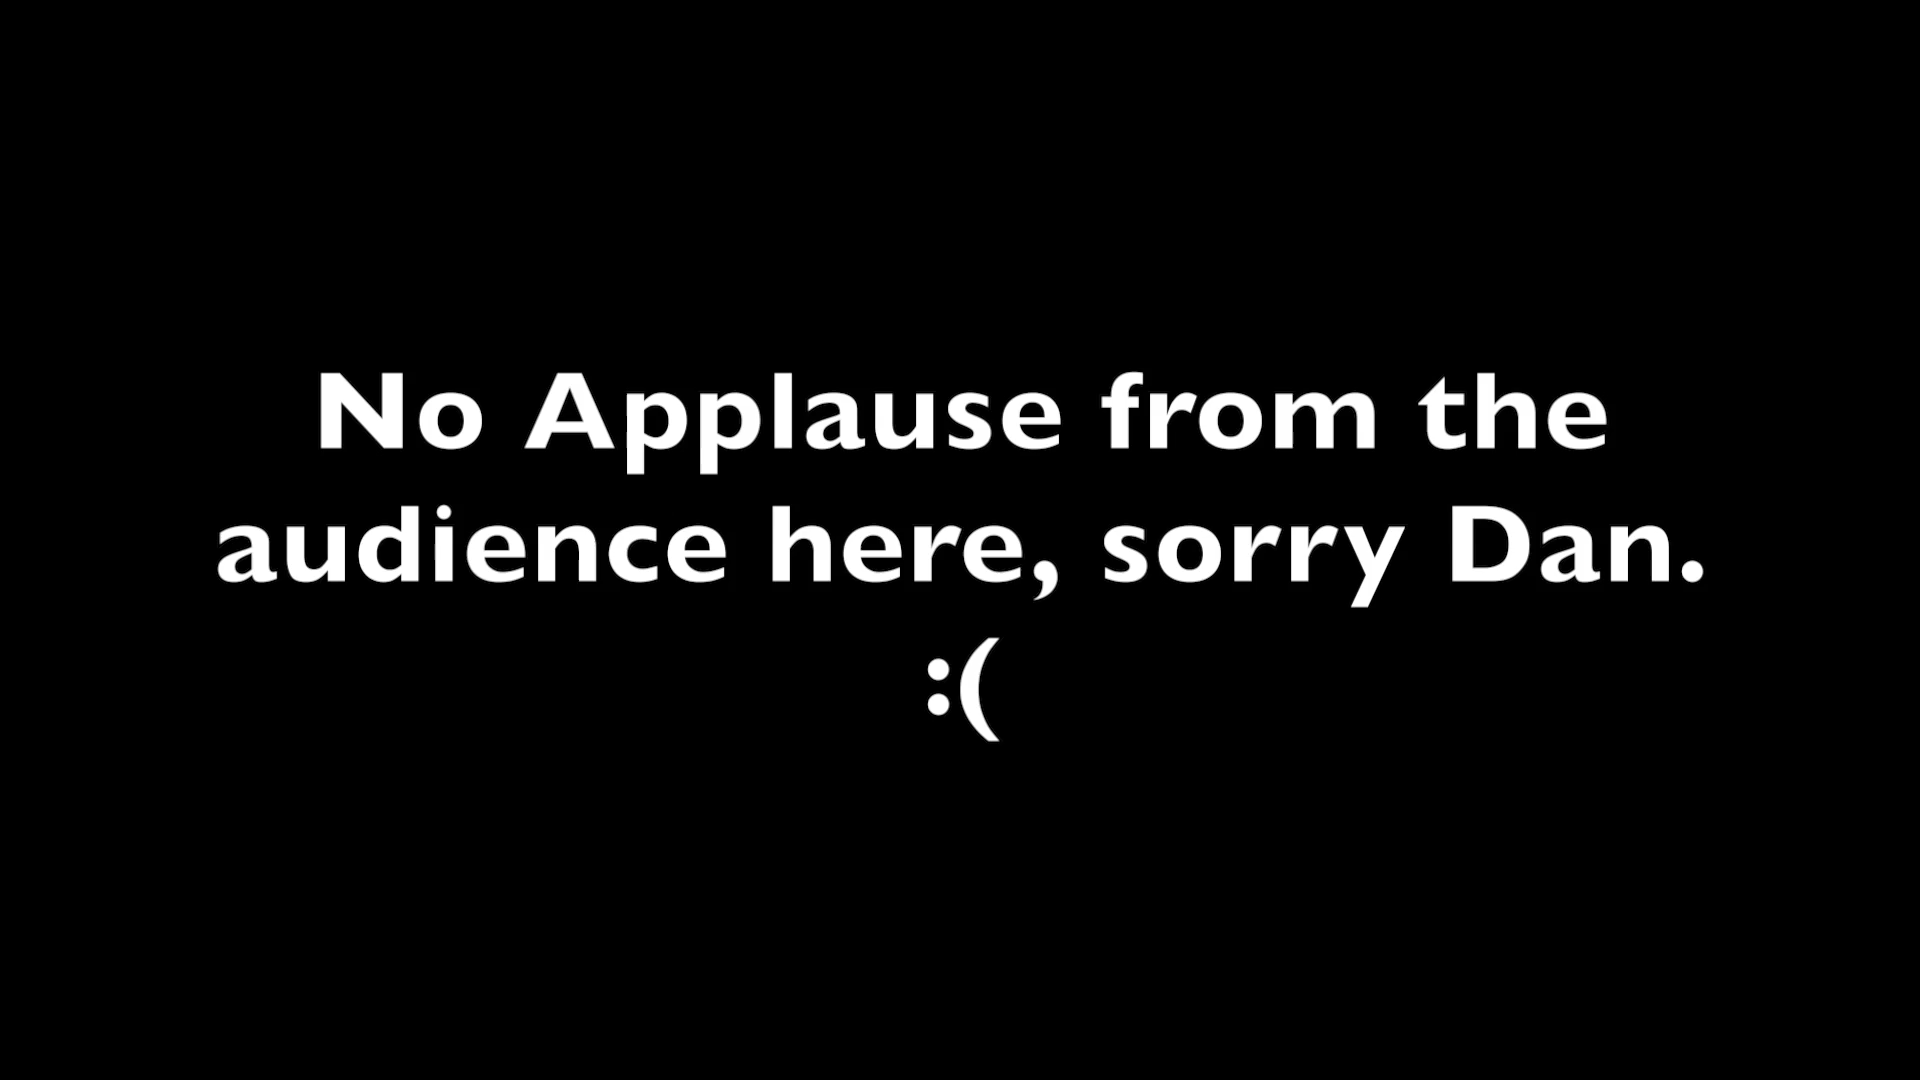 No Applause from the
audience here, sorry Dan.
:(